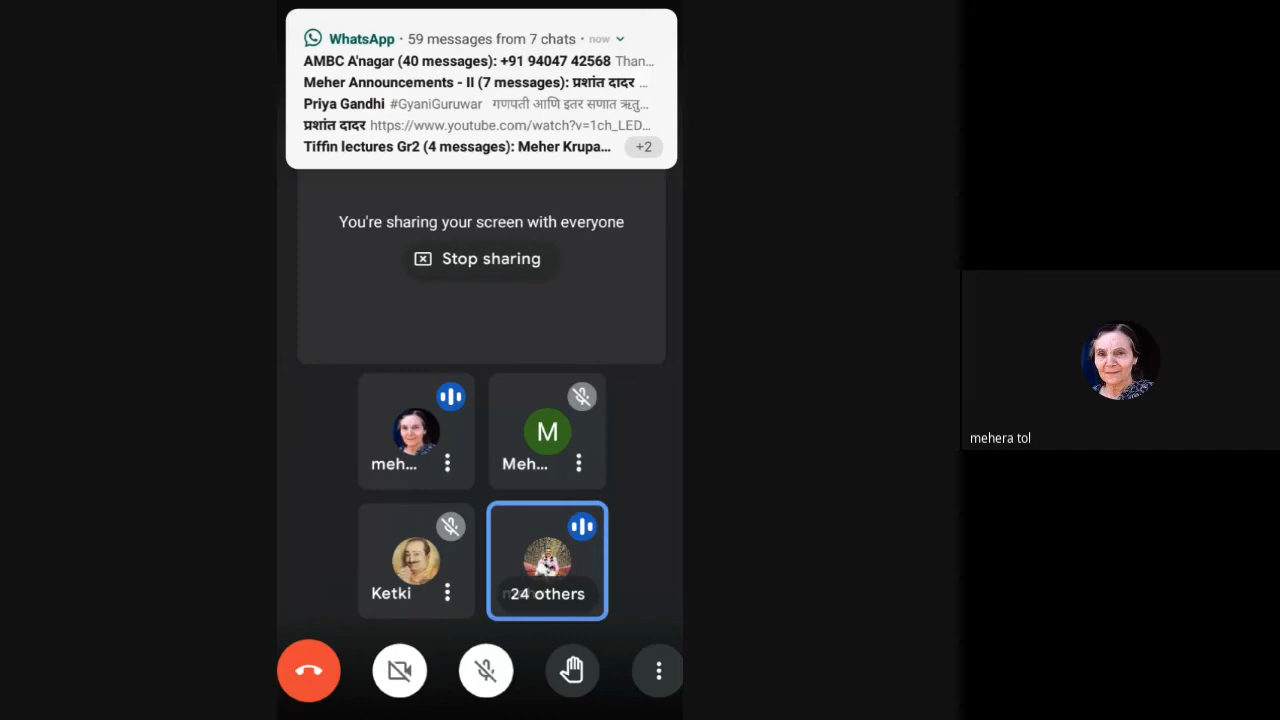 WhatsApp · 59 messages from 7 chats · now
AMBC A'nagar (40 messages): +91 94047 42568 Than...
Meher Announcements - II (7 messages): प्रशांत दादर ...
Priya Gandhi #GyaniGuruwar गणपती आणि इतर सणात ऋतु...
प्रशांत दादर https://www.youtube.com/watch?v=1ch_LED...
Tiffin lectures Gr2 (4 messages): Meher Krupa... +2
You're sharing your screen with everyone
Stop sharing
meh...
M
Meh...
Ketki
24 others
mehera tol